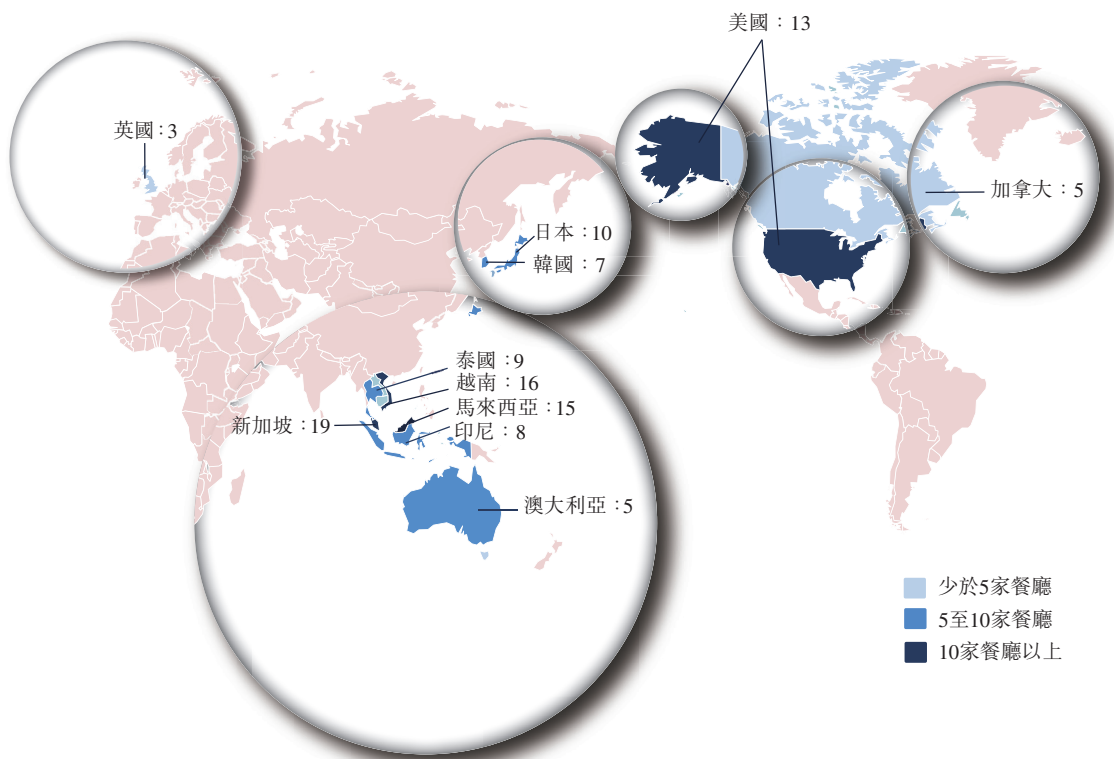 美國：13
英國：3
加拿大：5
日本：10
韓國：7
泰國：9
越南：16
馬來西亞：15
新加坡：19
印尼：8
澳大利亞：5
少於5家餐廳
5至10家餐廳
10家餐廳以上